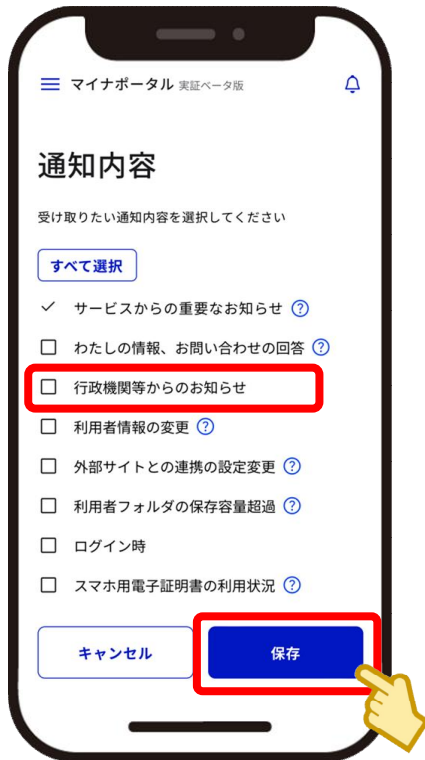 マイナポータル 実証ベータ版
通知内容
受け取りたい通知内容を選択してください
すべて選択
サービスからの重要なお知らせ ?
わたしの情報、お問い合わせの回答 ?
行政機関等からのお知らせ
利用者情報の変更 ?
外部サイトとの連携の設定変更 ?
利用者フォルダの保存容量超過 ?
ログイン時
スマホ用電子証明書の利用状況 ?
キャンセル 保存